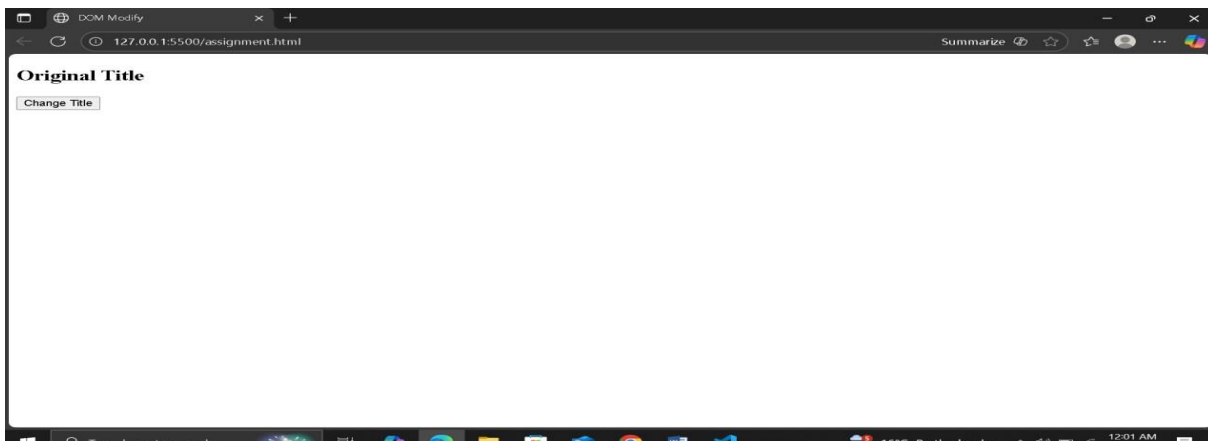 DOM Modify
127.0.0.1:5500/assignment.html
Summarize
Original Title
Change Title
12:01 AM